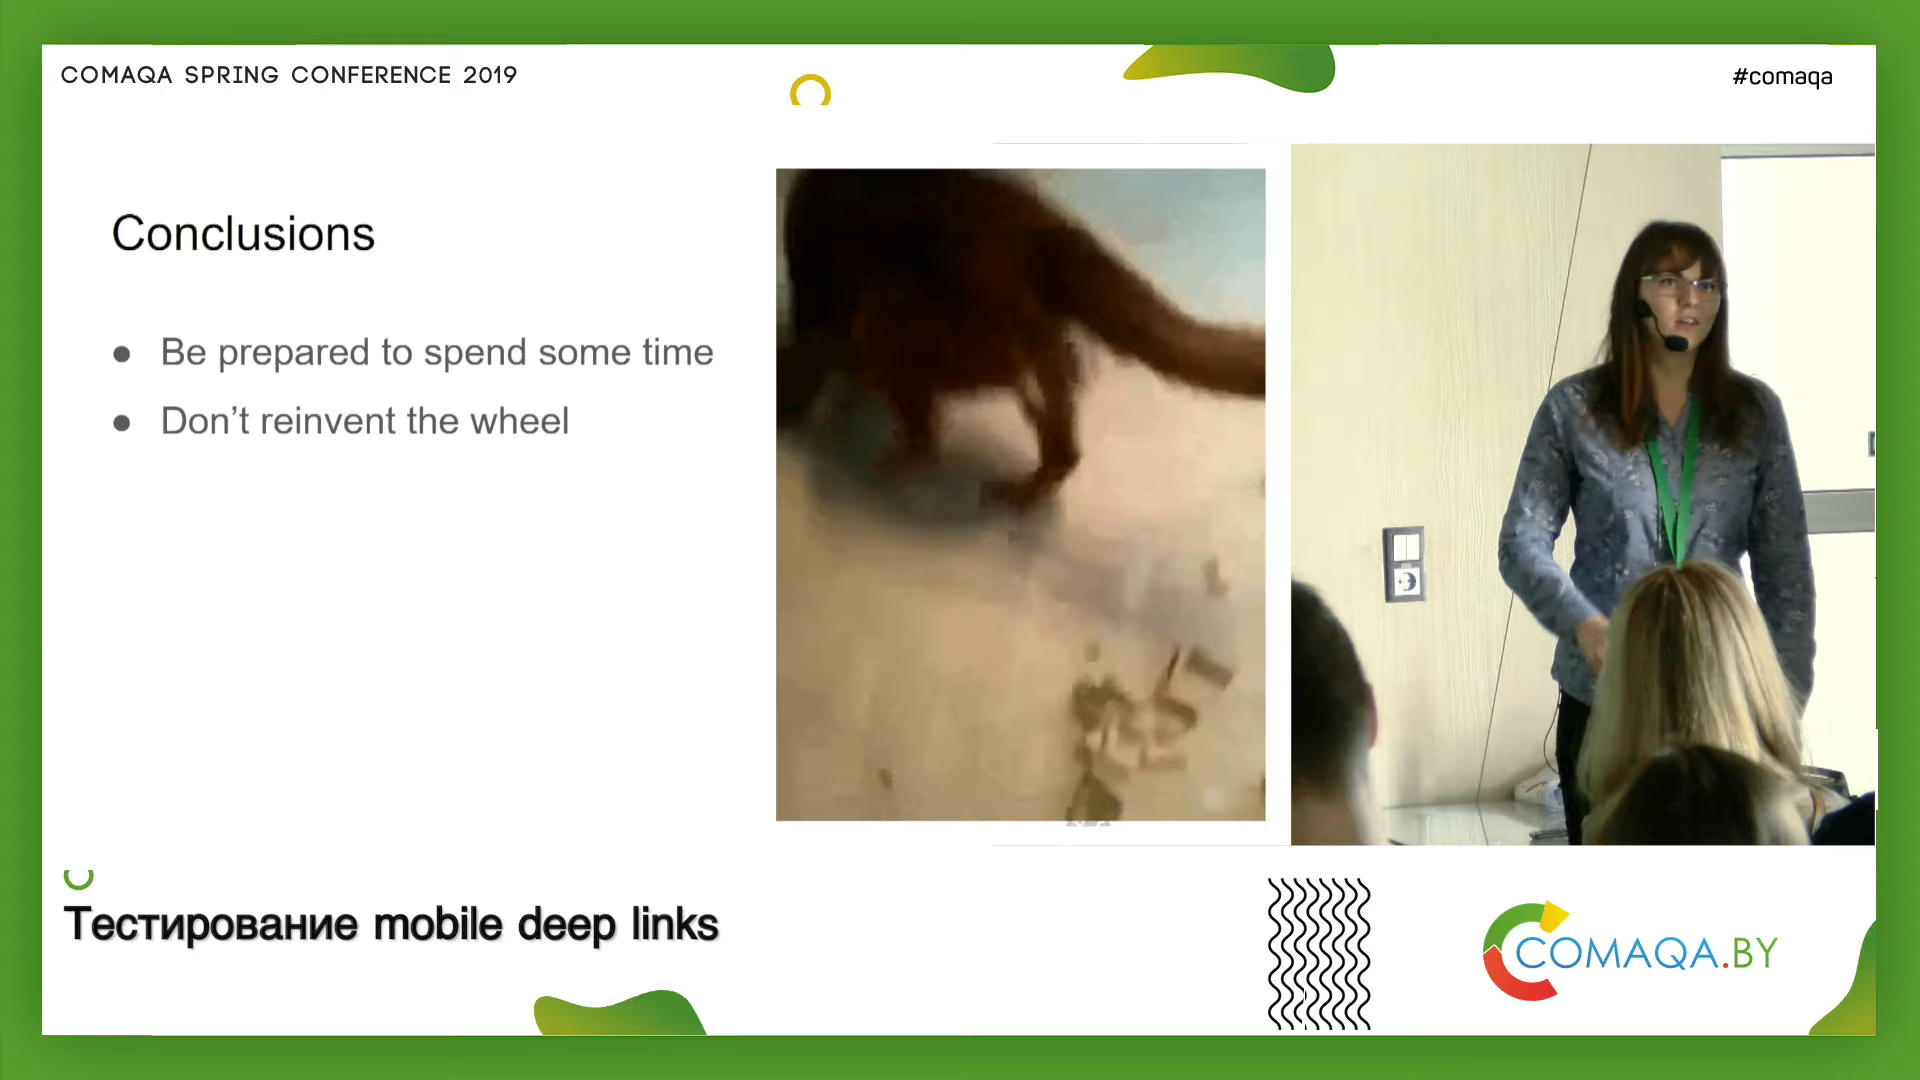 COMAQA SPRING CONFERENCE 2019
#comaqa
Conclusions
● Be prepared to spend some time
● Don’t reinvent the wheel
Тестирование mobile deep links
COMAQA.BY